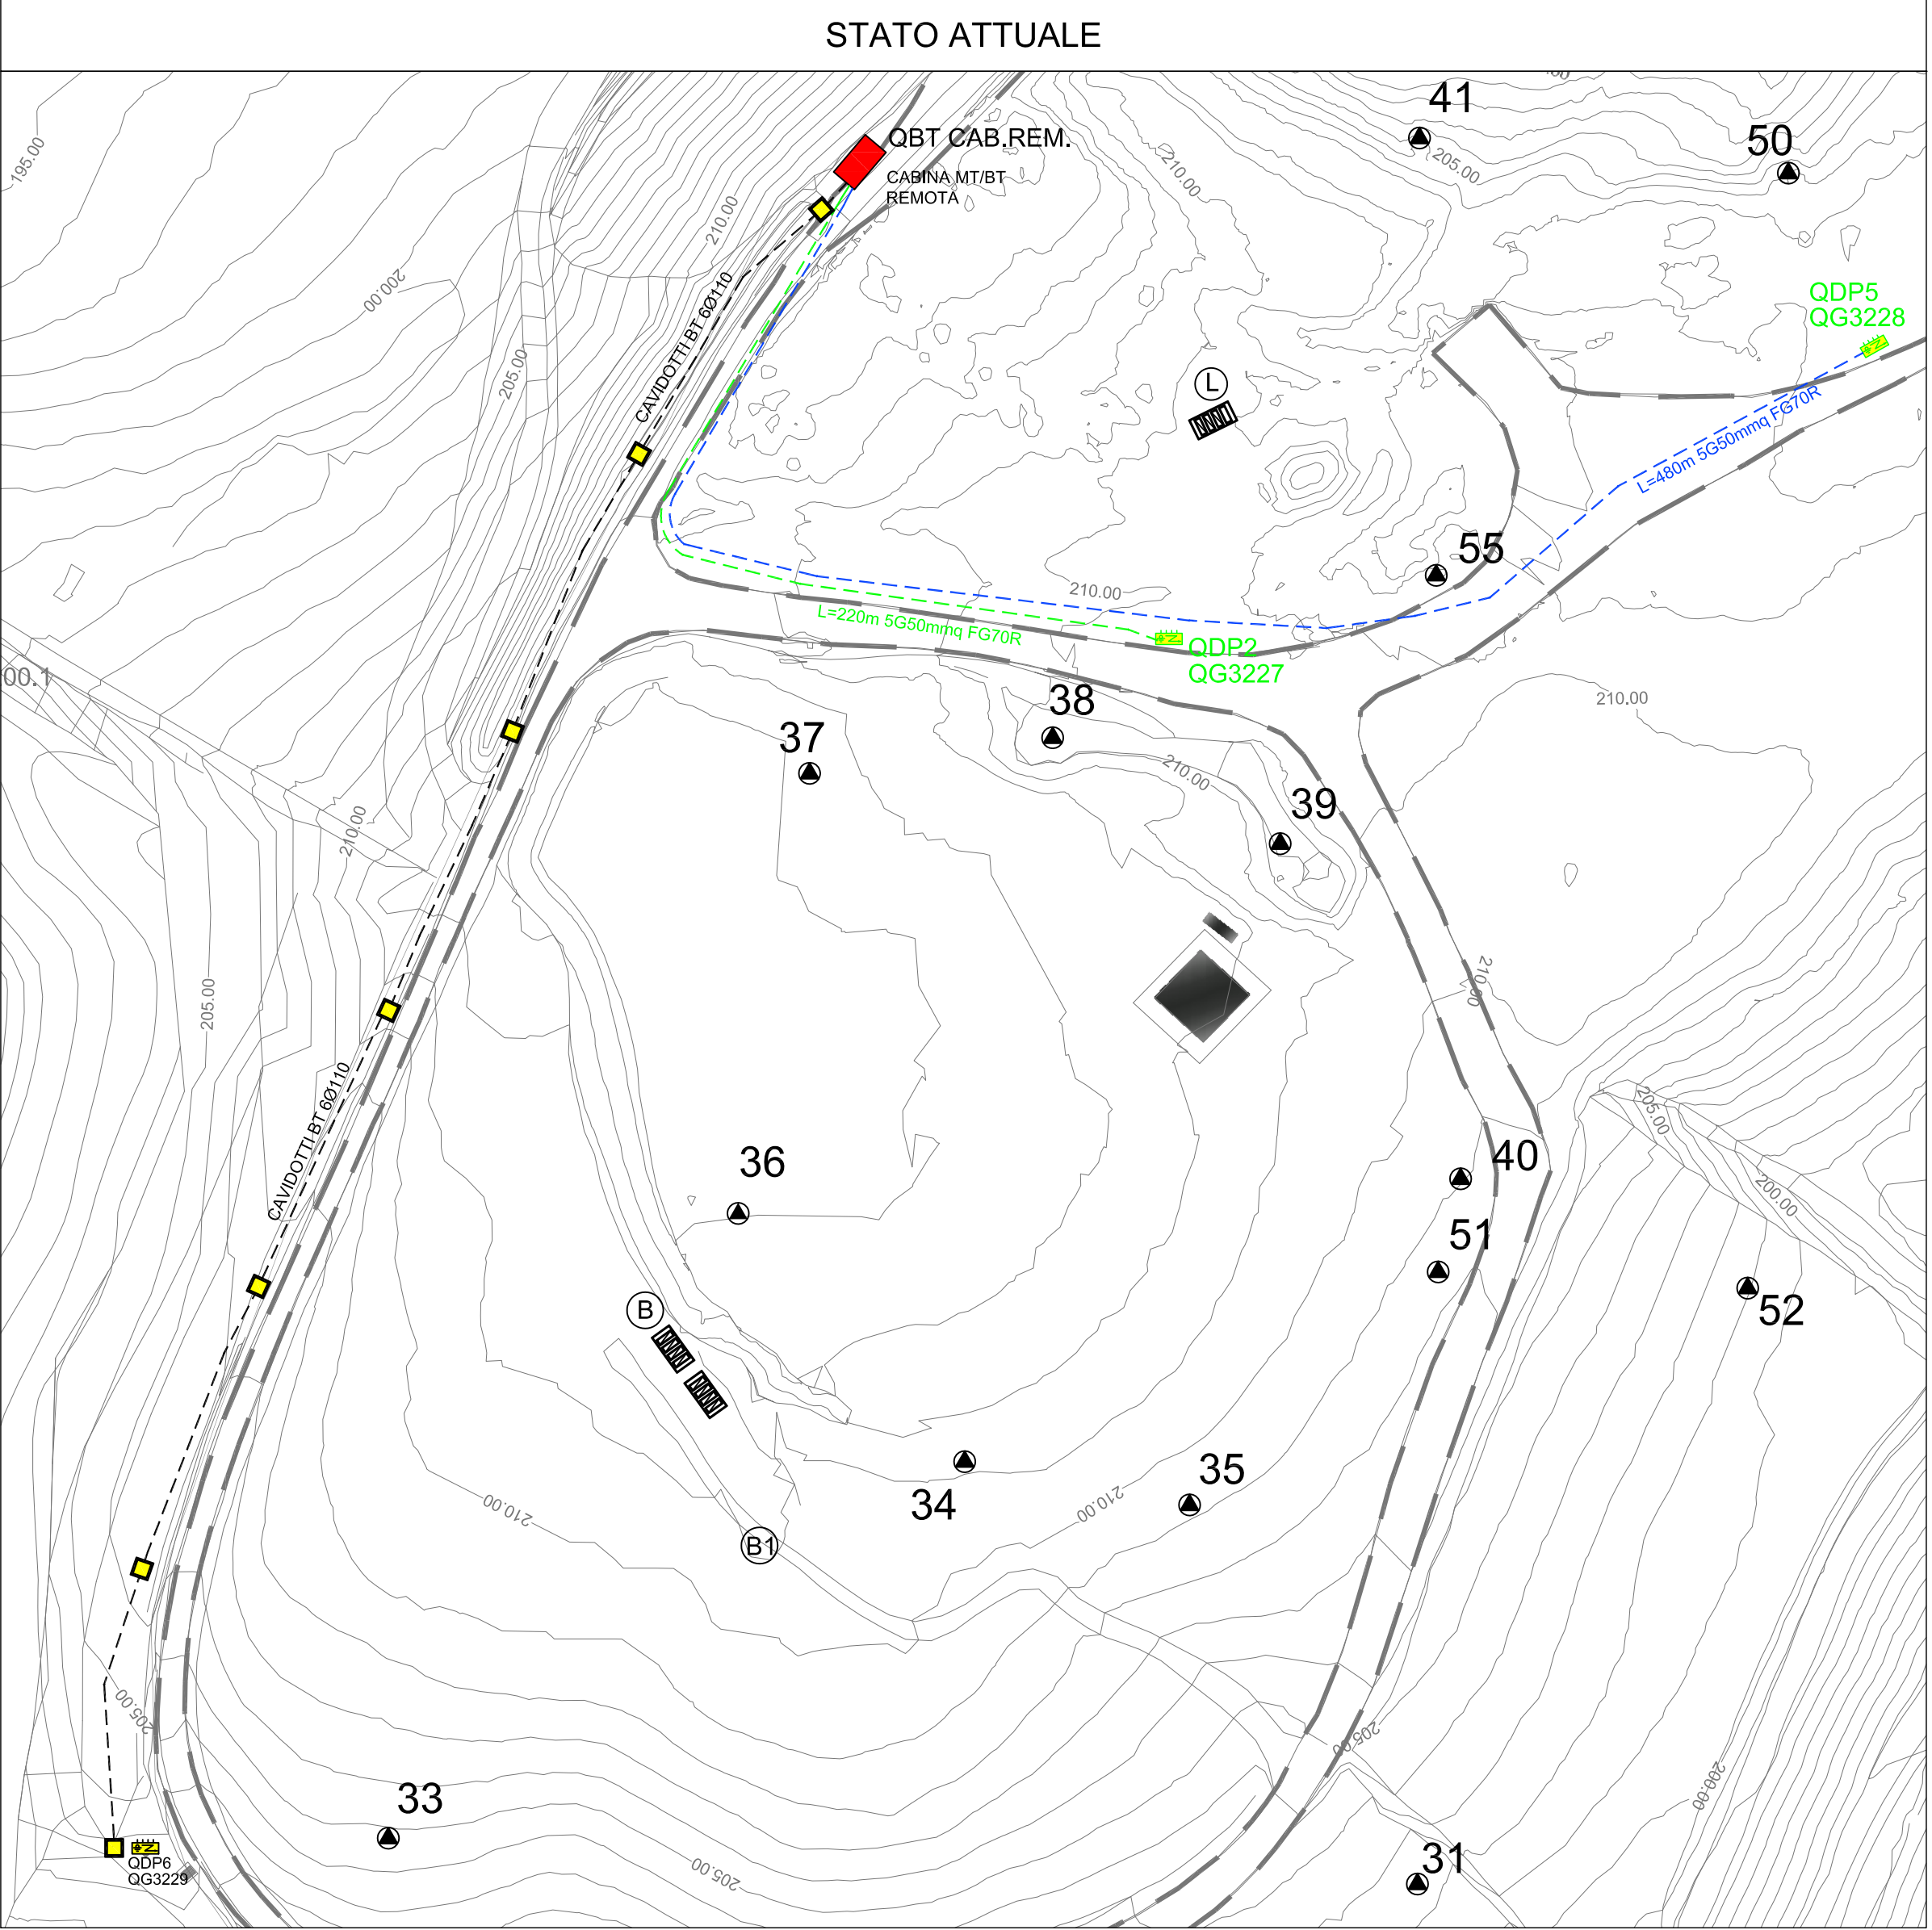 STATO ATTUALE
41
50
QBT CAB.REM.
CABINA MT/BT
REMOTA
195.00
210.00
205.00
210.00
200.00
CAVIDOTTI BT 6Ø110
205.00
QDP5
QG3228
L
L=480m 5G50mmq FG70R
55
210.00
L=220m 5G50mmq FG70R
QDP2
QG3227
00.1
38
37
210.00
210.00
39
210.00
205.00
210.00
CAVIDOTTI BT 6Ø110
205.00
36
40
200.00
51
52
B
34
35
210.00
210.00
B1
205.00
205.00
200.00
33
31
QDP6
QG3229
205.00